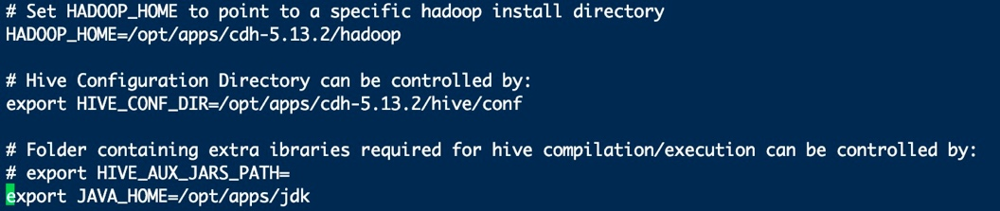 # Set HADOOP_HOME to point to a specific hadoop install directory
HADOOP_HOME=/opt/apps/cdh-5.13.2/hadoop
# Hive Configuration Directory can be controlled by:
export HIVE_CONF_DIR=/opt/apps/cdh-5.13.2/hive/conf
# Folder containing extra ibraries required for hive compilation/execution can be controlled by:
# export HIVE_AUX_JARS_PATH=
export JAVA_HOME=/opt/apps/jdk